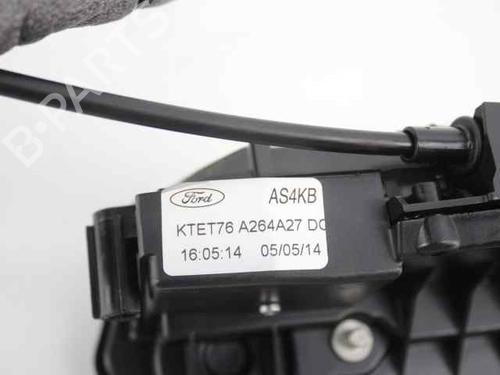 B-PARTS
Ford AS4KB
KTET76 A264A27 DC
16:05:14 05/05/14